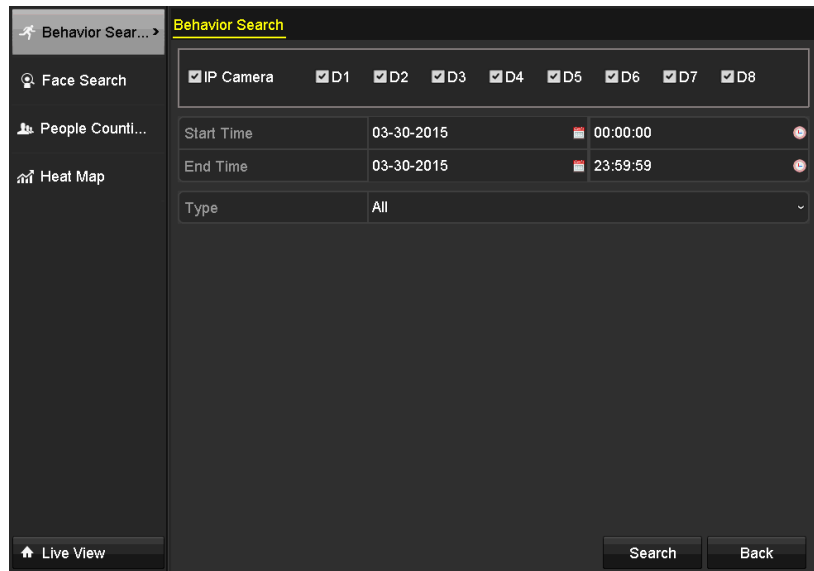 Behavior Sear...
Face Search
People Counti...
Heat Map
Live View
Behavior Search
IP Camera D1 D2 D3 D4 D5 D6 D7 D8
Start Time 03-30-2015 00:00:00
End Time 03-30-2015 23:59:59
Type All
Search Back